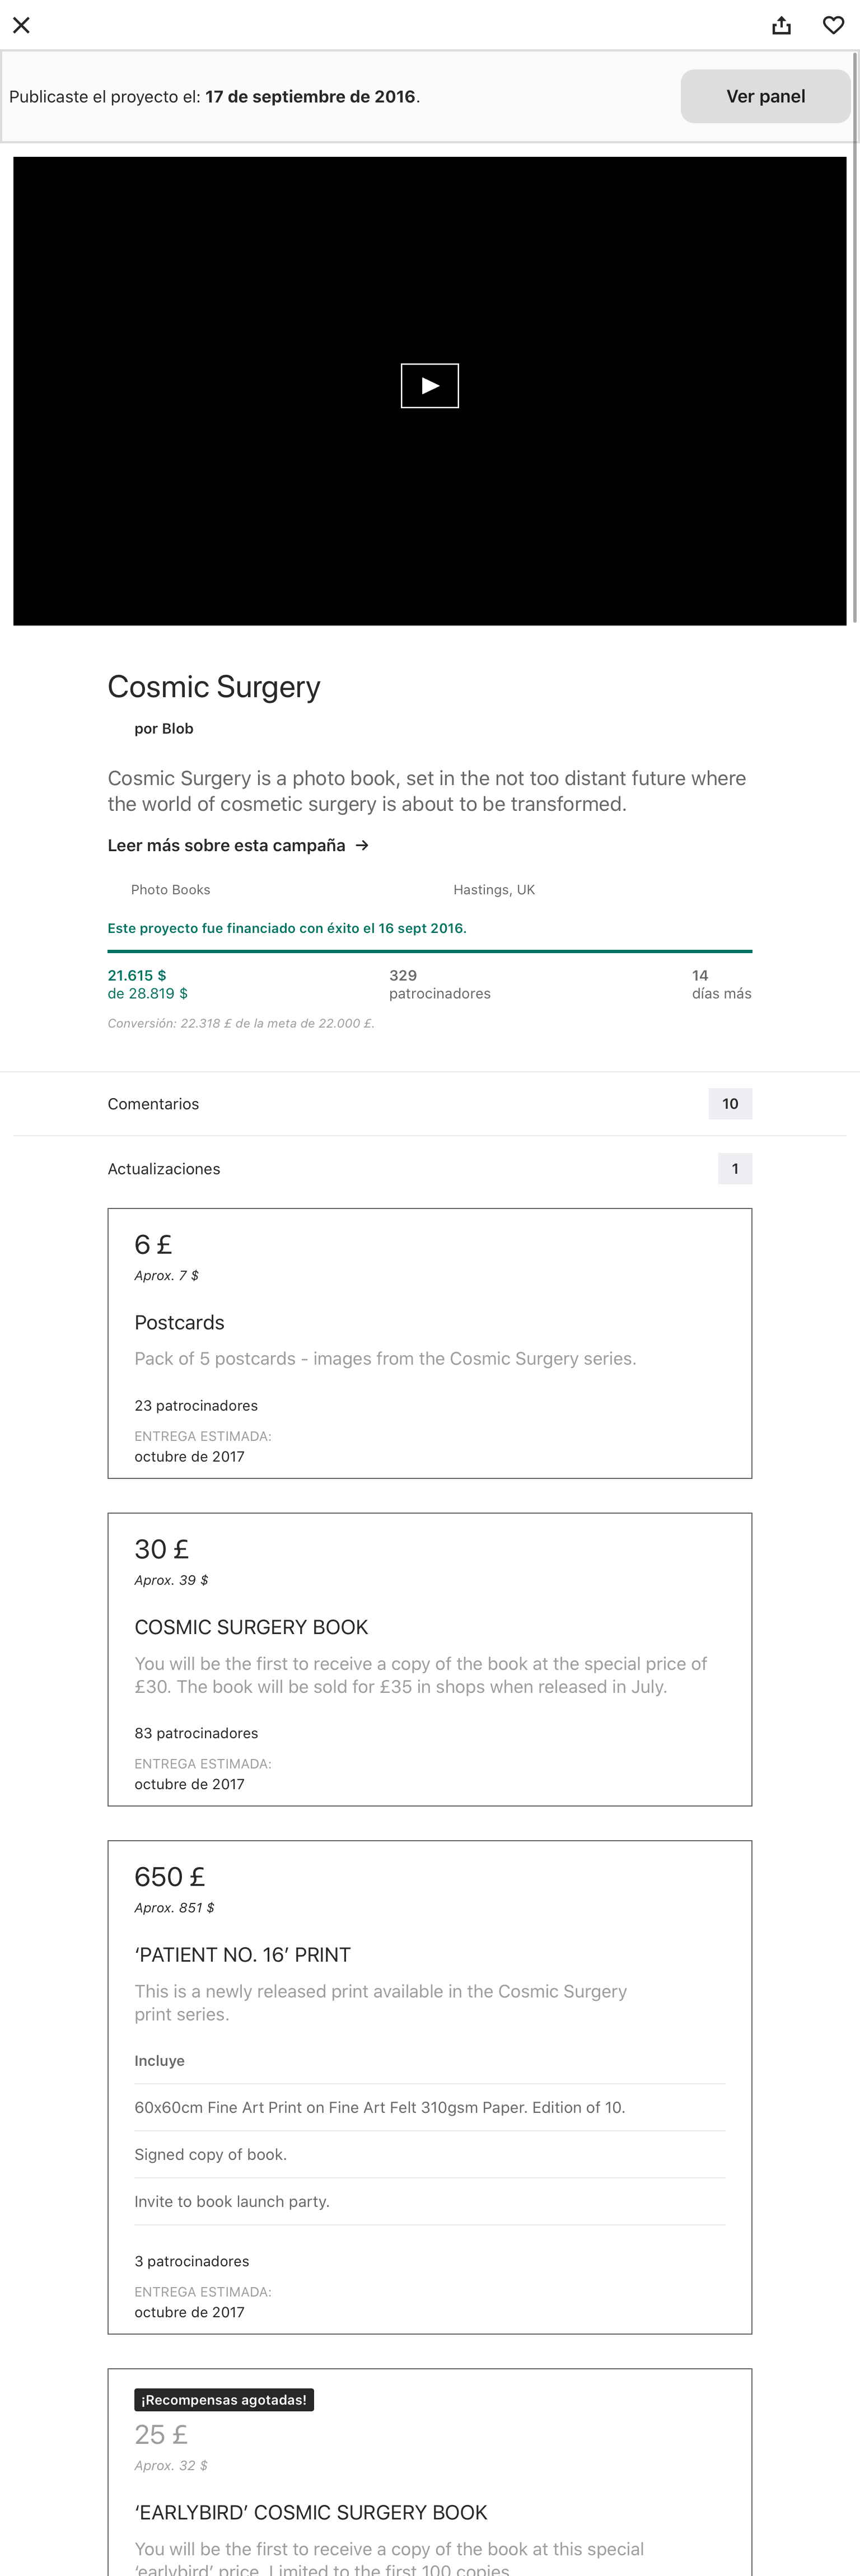 Publicaste el proyecto el: 17 de septiembre de 2016.
Ver panel
Cosmic Surgery
por Blob
Cosmic Surgery is a photo book, set in the not too distant future where
the world of cosmetic surgery is about to be transformed.
Leer más sobre esta campaña →
Photo Books
Hastings, UK
Este proyecto fue financiado con éxito el 16 sept 2016.
21.615 $
de 28.819 $
329
patrocinadores
14
días más
Conversión: 22.318 £ de la meta de 22.000 £.
Comentarios
10
Actualizaciones
1
6 £
Aprox. 7 $
Postcards
Pack of 5 postcards - images from the Cosmic Surgery series.
23 patrocinadores
ENTREGA ESTIMADA:
octubre de 2017
30 £
Aprox. 39 $
COSMIC SURGERY BOOK
You will be the first to receive a copy of the book at the special price of
£30. The book will be sold for £35 in shops when released in July.
83 patrocinadores
ENTREGA ESTIMADA:
octubre de 2017
650 £
Aprox. 851 $
‘PATIENT NO. 16’ PRINT
This is a newly released print available in the Cosmic Surgery
print series.
Incluye
60x60cm Fine Art Print on Fine Art Felt 310gsm Paper. Edition of 10.
Signed copy of book.
Invite to book launch party.
3 patrocinadores
ENTREGA ESTIMADA:
octubre de 2017
¡Recompensas agotadas!
25 £
Aprox. 32 $
‘EARLYBIRD’ COSMIC SURGERY BOOK
You will be the first to receive a copy of the book at this special
‘earlybird’ price. Limited to the first 100 copies.